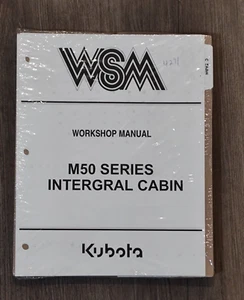 WSM
WORKSHOP MANUAL
M50 SERIES
INTERGRAL CABIN
Kubota